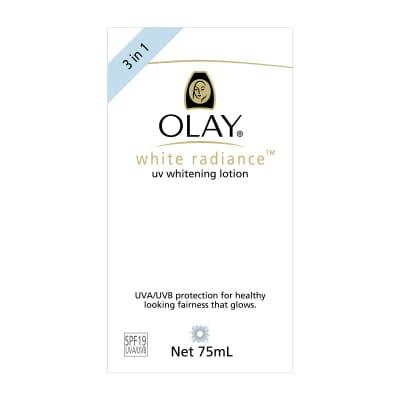 3 in 1
OLAY®
white radiance™
uv whitening lotion
UVA/UVB protection for healthy
looking fairness that glows.
SPF19
UVA/UVB
Net 75mL